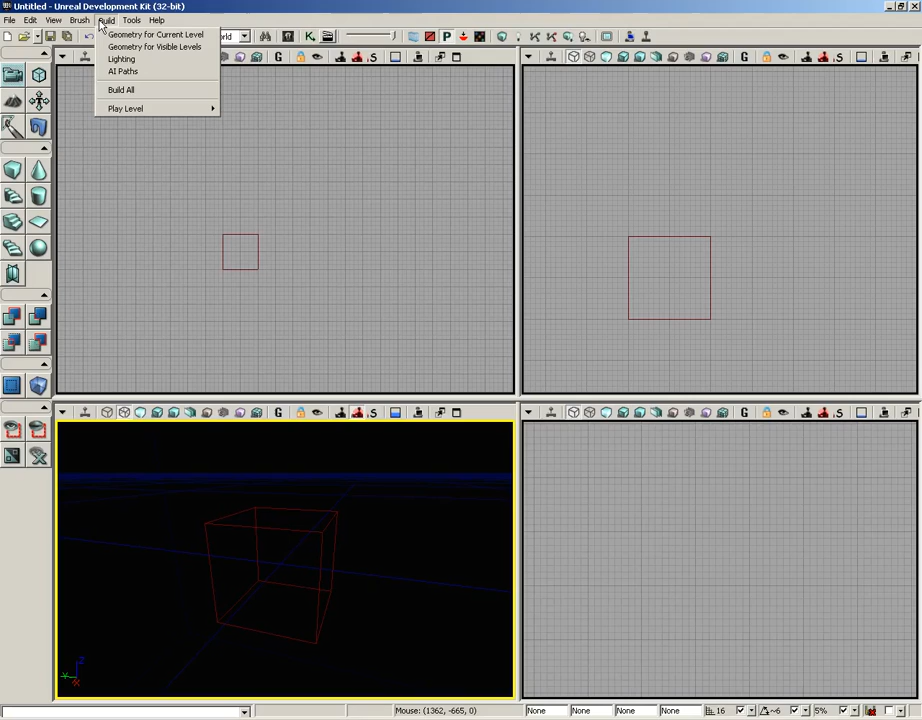 Untitled - Unreal Development Kit (32-bit)
File Edit View Brush Build Tools Help
Geometry for Current Level
Geometry for Visible Levels
Lighting
AI Paths
Build All
Play Level
rld
K P
G S
G S
G S
G S
Z
Y
X
Mouse: (1362, -665, 0) None None None None 16 ~6 5%